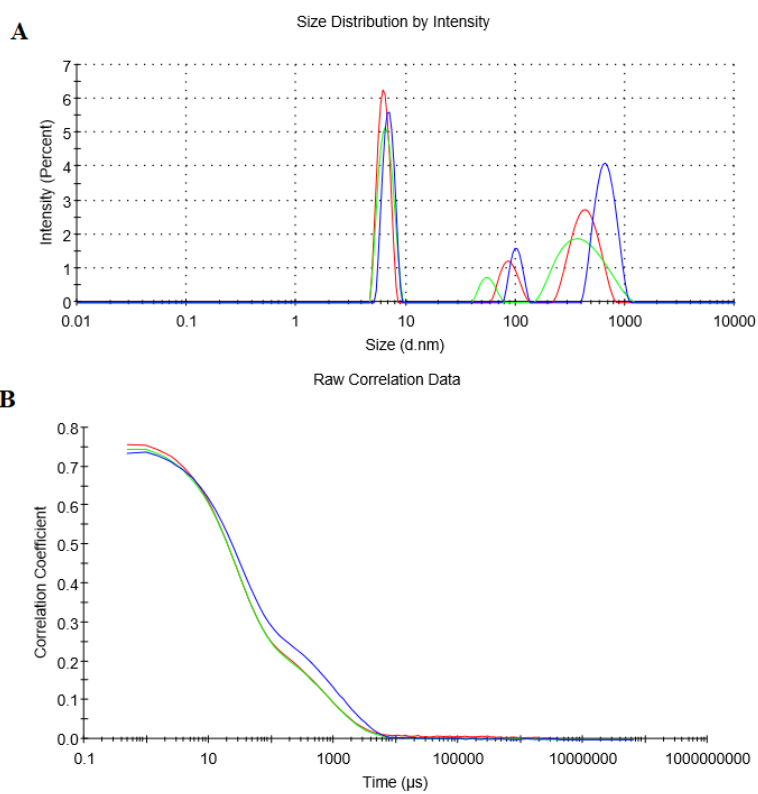 A
Size Distribution by Intensity
Intensity (Percent)
7
6
5
4
3
2
1
0
0.01 0.1 1 10 100 1000 10000
Size (d.nm)
B
Raw Correlation Data
Correlation Coefficient
0.8
0.7
0.6
0.5
0.4
0.3
0.2
0.1
0.0
0.1 10 1000 100000 10000000 1000000000
Time (µs)